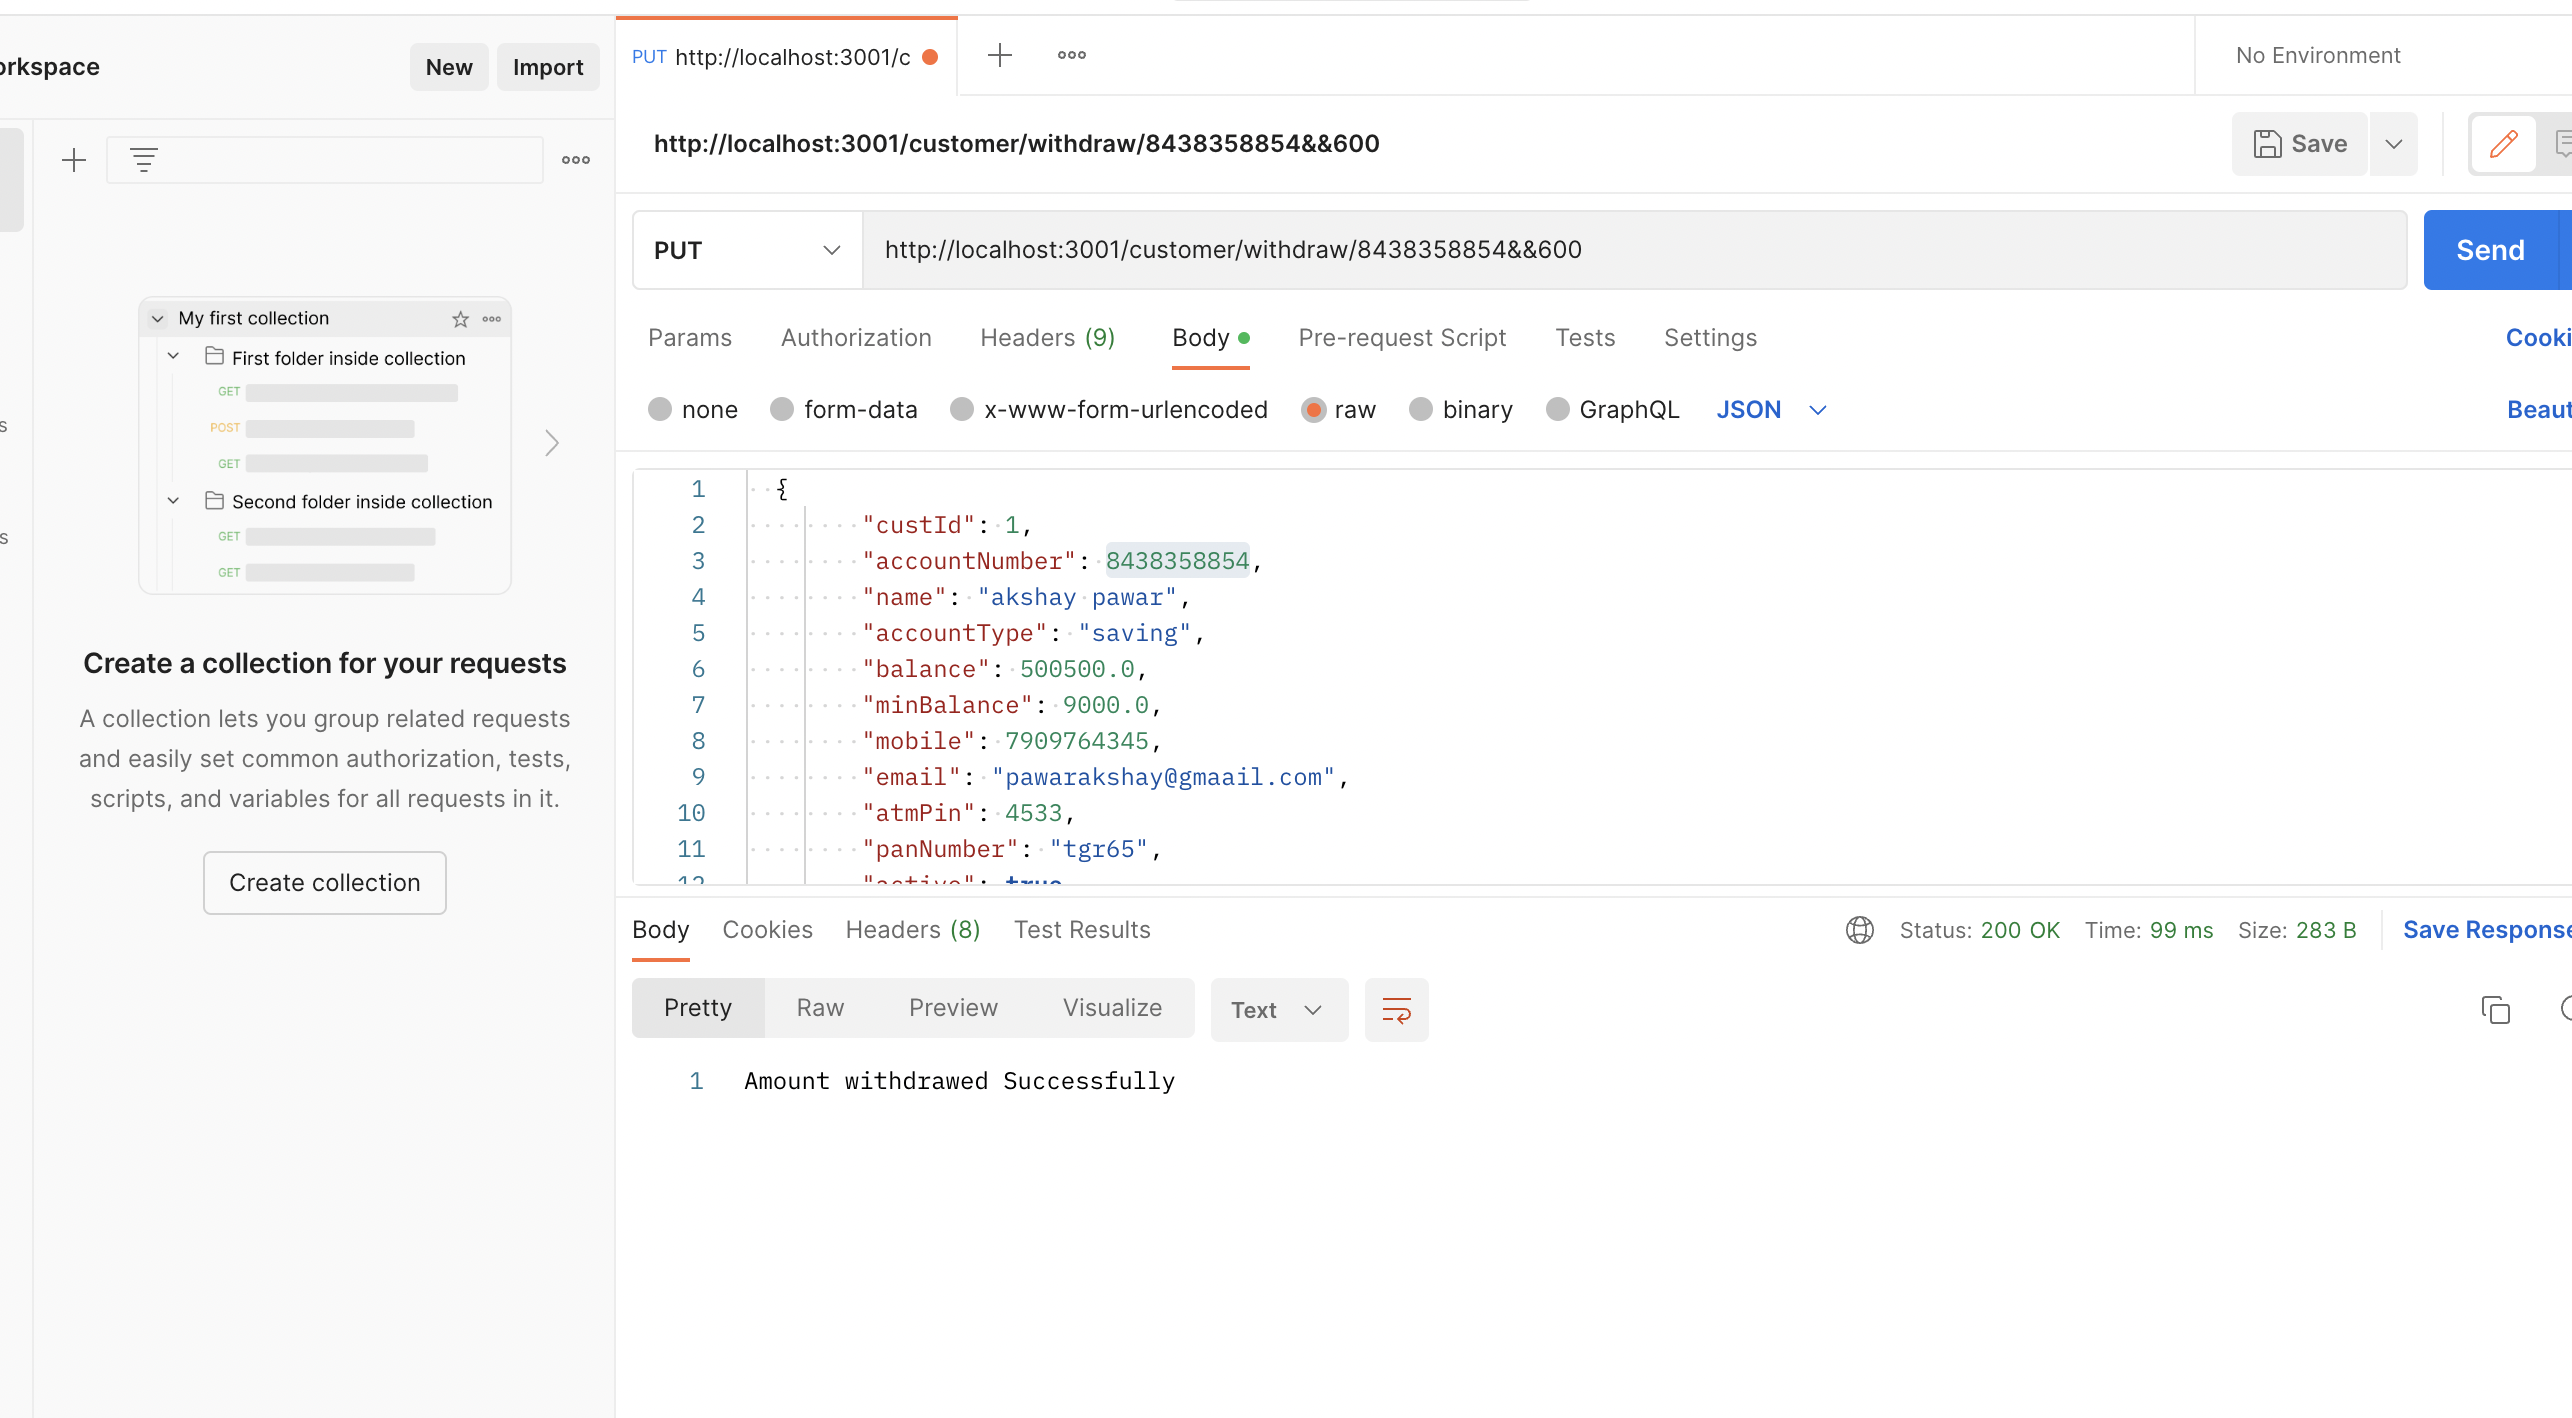 orkspace
New
Import
PUT http://localhost:3001/c
No Environment
http://localhost:3001/customer/withdraw/8438358854&&600
Save
PUT
http://localhost:3001/customer/withdraw/8438358854&&600
Send
Params
Authorization
Headers (9)
Body
Pre-request Script
Tests
Settings
Cooki
none
form-data
x-www-form-urlencoded
raw
binary
GraphQL
JSON
Beaut
1 {
2 "custId": 1,
3 "accountNumber": 8438358854,
4 "name": "akshay pawar",
5 "accountType": "saving",
6 "balance": 500500.0,
7 "minBalance": 9000.0,
8 "mobile": 7909764345,
9 "email": "pawarakshay@gmaail.com",
10 "atmPin": 4533,
11 "panNumber": "tgr65",
12 "active": true
My first collection
First folder inside collection
GET
POST
GET
Second folder inside collection
GET
GET
s
s
Create a collection for your requests
A collection lets you group related requests
and easily set common authorization, tests,
scripts, and variables for all requests in it.
Create collection
Body
Cookies
Headers (8)
Test Results
Status: 200 OK
Time: 99 ms
Size: 283 B
Save Response
Pretty
Raw
Preview
Visualize
Text
1 Amount withdrawed Successfully